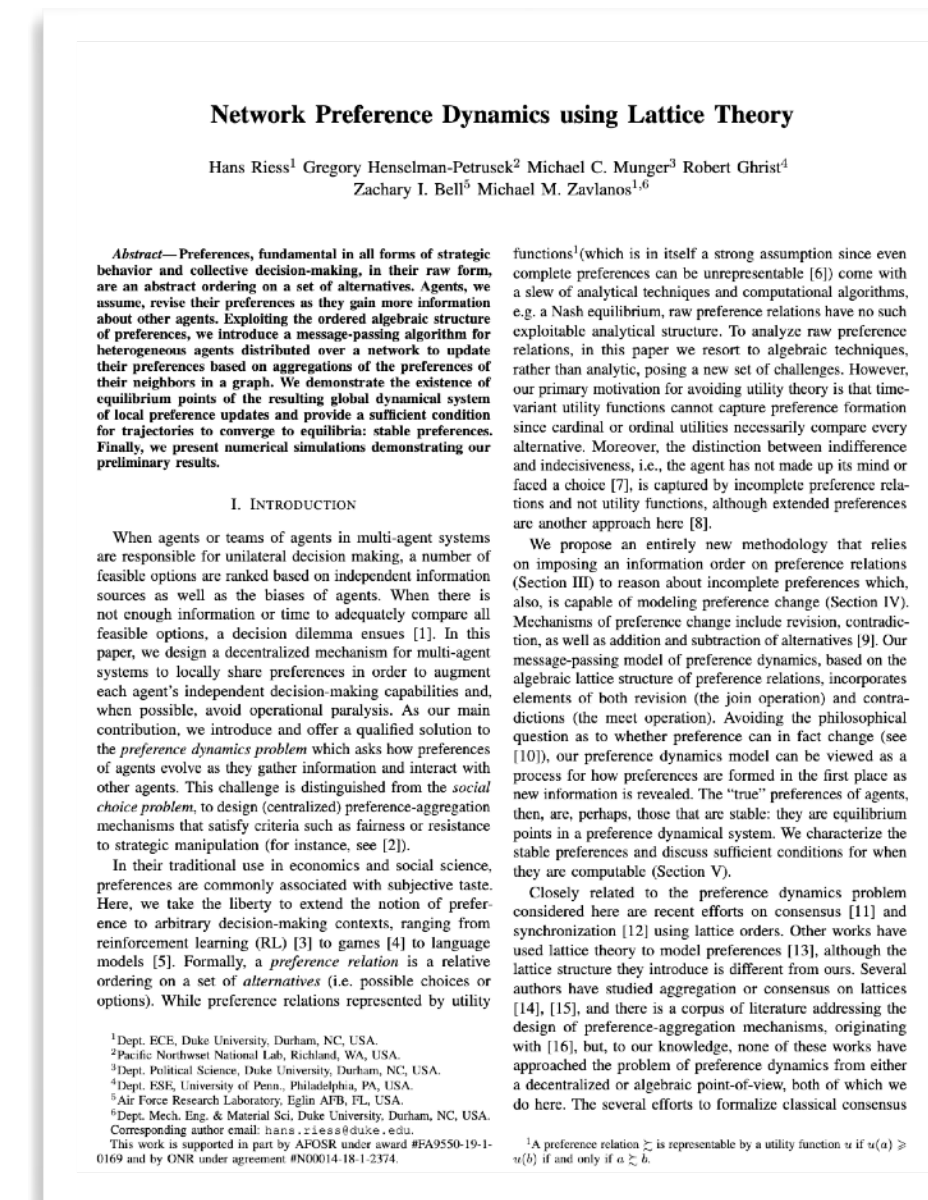 Network Preference Dynamics using Lattice Theory
Hans Riess¹ Gregory Henselman-Petrusek² Michael C. Munger³ Robert Ghrist⁴
Zachary I. Bell⁵ Michael M. Zavlanos¹,⁶
Abstract—Preferences, fundamental in all forms of strategic
behavior and collective decision-making, in their raw form,
are an abstract ordering on a set of alternatives. Agents, we
assume, revise their preferences as they gain more information
about other agents. Exploiting the ordered algebraic structure
of preferences, we introduce a message-passing algorithm for
heterogeneous agents distributed over a network to update
their preferences based on aggregations of the preferences of
their neighbors in a graph. We demonstrate the existence of
equilibrium points of the resulting global dynamical system
of local preference updates and provide a sufficient condition
for trajectories to converge to equilibria: stable preferences.
Finally, we present numerical simulations demonstrating our
preliminary results.
I. INTRODUCTION
When agents or teams of agents in multi-agent systems
are responsible for unilateral decision making, a number of
feasible options are ranked based on independent information
sources as well as the biases of agents. When there is
not enough information or time to adequately compare all
feasible options, a decision dilemma ensues [1]. In this
paper, we design a decentralized mechanism for multi-agent
systems to locally share preferences in order to augment
each agent's independent decision-making capabilities and,
when possible, avoid operational paralysis. As our main
contribution, we introduce and offer a qualified solution to
the preference dynamics problem which asks how preferences
of agents evolve as they gather information and interact with
other agents. This challenge is distinguished from the social
choice problem, to design (centralized) preference-aggregation
mechanisms that satisfy criteria such as fairness or resistance
to strategic manipulation (for instance, see [2]).
In their traditional use in economics and social science,
preferences are commonly associated with subjective taste.
Here, we take the liberty to extend the notion of prefer-
ence to arbitrary decision-making contexts, ranging from
reinforcement learning (RL) [3] to games [4] to language
models [5]. Formally, a preference relation is a relative
ordering on a set of alternatives (i.e. possible choices or
options). While preference relations represented by utility
¹Dept. ECE, Duke University, Durham, NC, USA.
²Pacific Northwset National Lab, Richland, WA, USA.
³Dept. Political Science, Duke University, Durham, NC, USA.
⁴Dept. ESE, University of Penn., Philadelphia, PA, USA.
⁵Air Force Research Laboratory, Eglin AFB, FL, USA.
⁶Dept. Mech. Eng. & Material Sci, Duke University, Durham, NC, USA.
Corresponding author email: hans.riess@duke.edu.
This work is supported in part by AFOSR under award #FA9550-19-1-
0169 and by ONR under agreement #N00014-18-1-2374.
functions¹(which is in itself a strong assumption since even
complete preferences can be unrepresentable [6]) come with
a slew of analytical techniques and computational algorithms,
e.g. a Nash equilibrium, raw preference relations have no such
exploitable analytical structure. To analyze raw preference
relations, in this paper we resort to algebraic techniques,
rather than analytic, posing a new set of challenges. However,
our primary motivation for avoiding utility theory is that time-
variant utility functions cannot capture preference formation
since cardinal or ordinal utilities necessarily compare every
alternative. Moreover, the distinction between indifference
and indecisiveness, i.e., the agent has not made up its mind or
faced a choice [7], is captured by incomplete preference rela-
tions and not utility functions, although extended preferences
are another approach here [8].
We propose an entirely new methodology that relies
on imposing an information order on preference relations
(Section III) to reason about incomplete preferences which,
also, is capable of modeling preference change (Section IV).
Mechanisms of preference change include revision, contradic-
tion, as well as addition and subtraction of alternatives [9]. Our
message-passing model of preference dynamics, based on the
algebraic lattice structure of preference relations, incorporates
elements of both revision (the join operation) and contra-
dictions (the meet operation). Avoiding the philosophical
question as to whether preference can in fact change (see
[10]), our preference dynamics model can be viewed as a
process for how preferences are formed in the first place as
new information is revealed. The “true” preferences of agents,
then, are, perhaps, those that are stable: they are equilibrium
points in a preference dynamical system. We characterize the
stable preferences and discuss sufficient conditions for when
they are computable (Section V).
Closely related to the preference dynamics problem
considered here are recent efforts on consensus [11] and
synchronization [12] using lattice orders. Other works have
used lattice theory to model preferences [13], although the
lattice structure they introduce is different from ours. Several
authors have studied aggregation or consensus on lattices
[14], [15], and there is a corpus of literature addressing the
design of preference-aggregation mechanisms, originating
with [16], but, to our knowledge, none of these works have
approached the problem of preference dynamics from either
a decentralized or algebraic point-of-view, both of which we
do here. The several efforts to formalize classical consensus
¹A preference relation ≿ is representable by a utility function u if u(a) ⩾
u(b) if and only if a ≿ b.